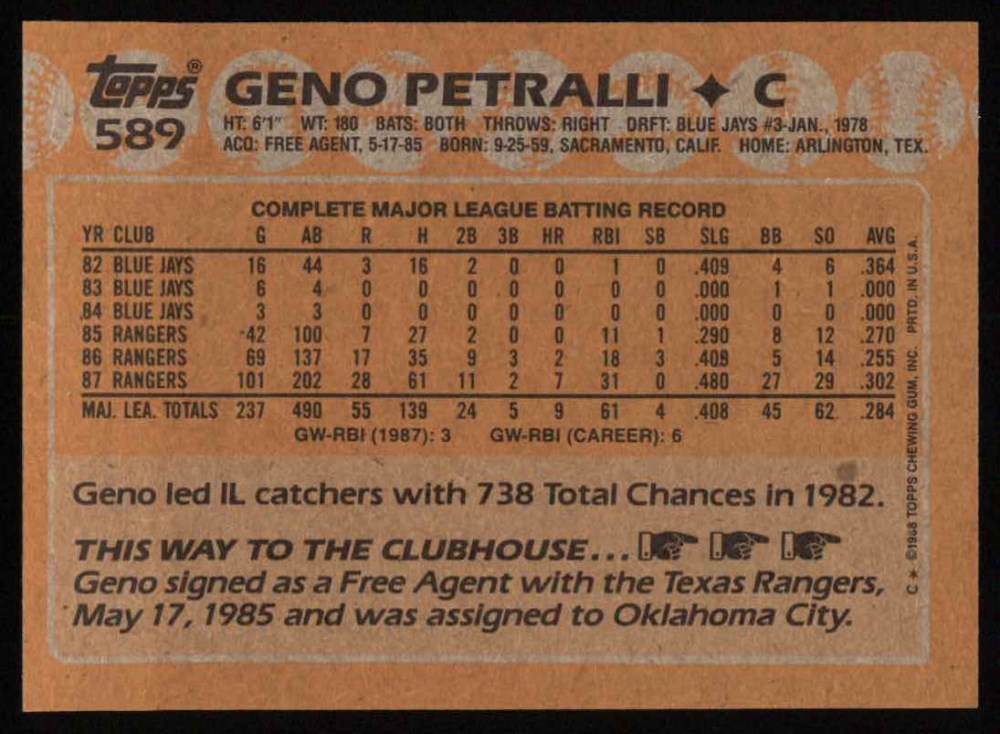 Topps® GENO PETRALLI ✦ C
589
HT: 6'1" WT: 180 BATS: BOTH THROWS: RIGHT DRFT: BLUE JAYS #3-JAN., 1978
ACQ: FREE AGENT, 5-17-85 BORN: 9-25-59, SACRAMENTO, CALIF. HOME: ARLINGTON, TEX.
COMPLETE MAJOR LEAGUE BATTING RECORD
YR CLUB G AB R H 2B 3B HR RBI SB SLG BB SO AVG
82 BLUE JAYS 16 44 3 16 2 0 0 1 0 .409 4 6 .364
83 BLUE JAYS 6 4 0 0 0 0 0 0 0 .000 1 1 .000
84 BLUE JAYS 3 3 0 0 0 0 0 0 0 .000 0 0 .000
85 RANGERS 42 100 7 27 2 0 0 11 1 .290 8 12 .270
86 RANGERS 69 137 17 35 9 3 2 18 3 .409 5 14 .255
87 RANGERS 101 202 28 61 11 2 7 31 0 .480 27 29 .302
MAJ. LEA. TOTALS 237 490 55 139 24 5 9 61 4 .408 45 62 .284
GW-RBI (1987): 3 GW-RBI (CAREER): 6
Geno led IL catchers with 738 Total Chances in 1982.
THIS WAY TO THE CLUBHOUSE...
Geno signed as a Free Agent with the Texas Rangers,
May 17, 1985 and was assigned to Oklahoma City.
C* ©1988 TOPPS CHEWING GUM, INC. PRTD. IN U.S.A.